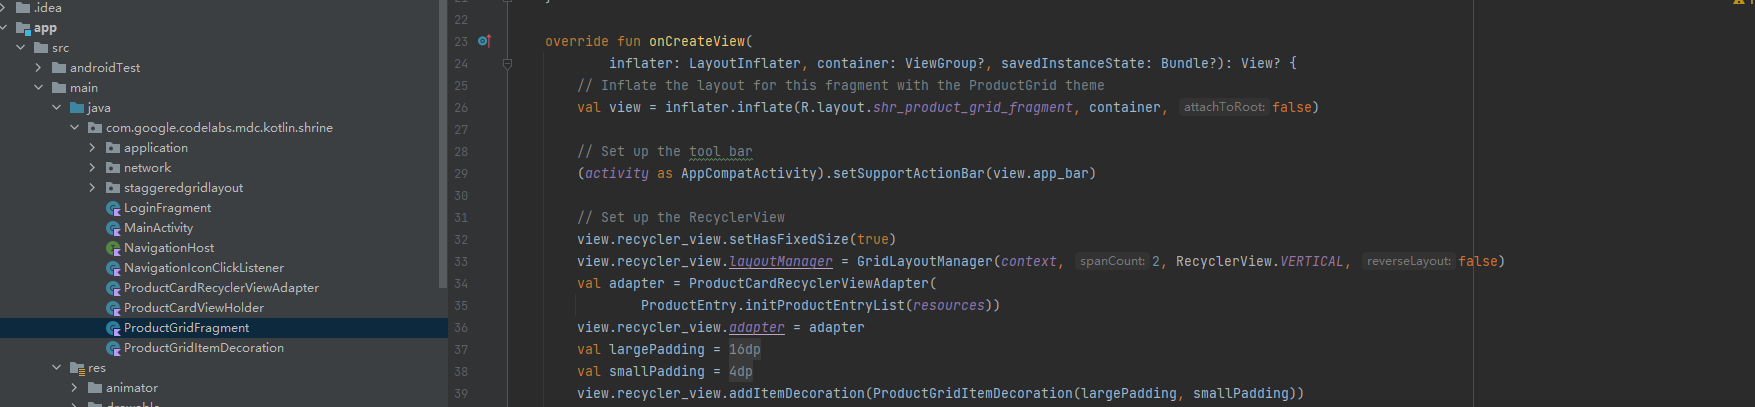 .idea
app
src
androidTest
main
java
com.google.codelabs.mdc.kotlin.shrine
application
network
staggeredgridlayout
LoginFragment
MainActivity
NavigationHost
NavigationIconClickListener
ProductCardRecyclerViewAdapter
ProductCardViewHolder
ProductGridFragment
ProductGridItemDecoration
res
animator
drawable
22
23 override fun onCreateView(
24 inflater: LayoutInflater, container: ViewGroup?, savedInstanceState: Bundle?): View? {
25 // Inflate the layout for this fragment with the ProductGrid theme
26 val view = inflater.inflate(R.layout.shr_product_grid_fragment, container, attachToRoot: false)
27
28 // Set up the tool bar
29 (activity as AppCompatActivity).setSupportActionBar(view.app_bar)
30
31 // Set up the RecyclerView
32 view.recycler_view.setHasFixedSize(true)
33 view.recycler_view.layoutManager = GridLayoutManager(context, spanCount: 2, RecyclerView.VERTICAL, reverseLayout: false)
34 val adapter = ProductCardRecyclerViewAdapter(
35 ProductEntry.initProductEntryList(resources))
36 view.recycler_view.adapter = adapter
37 val largePadding = 16dp
38 val smallPadding = 4dp
39 view.recycler_view.addItemDecoration(ProductGridItemDecoration(largePadding, smallPadding))